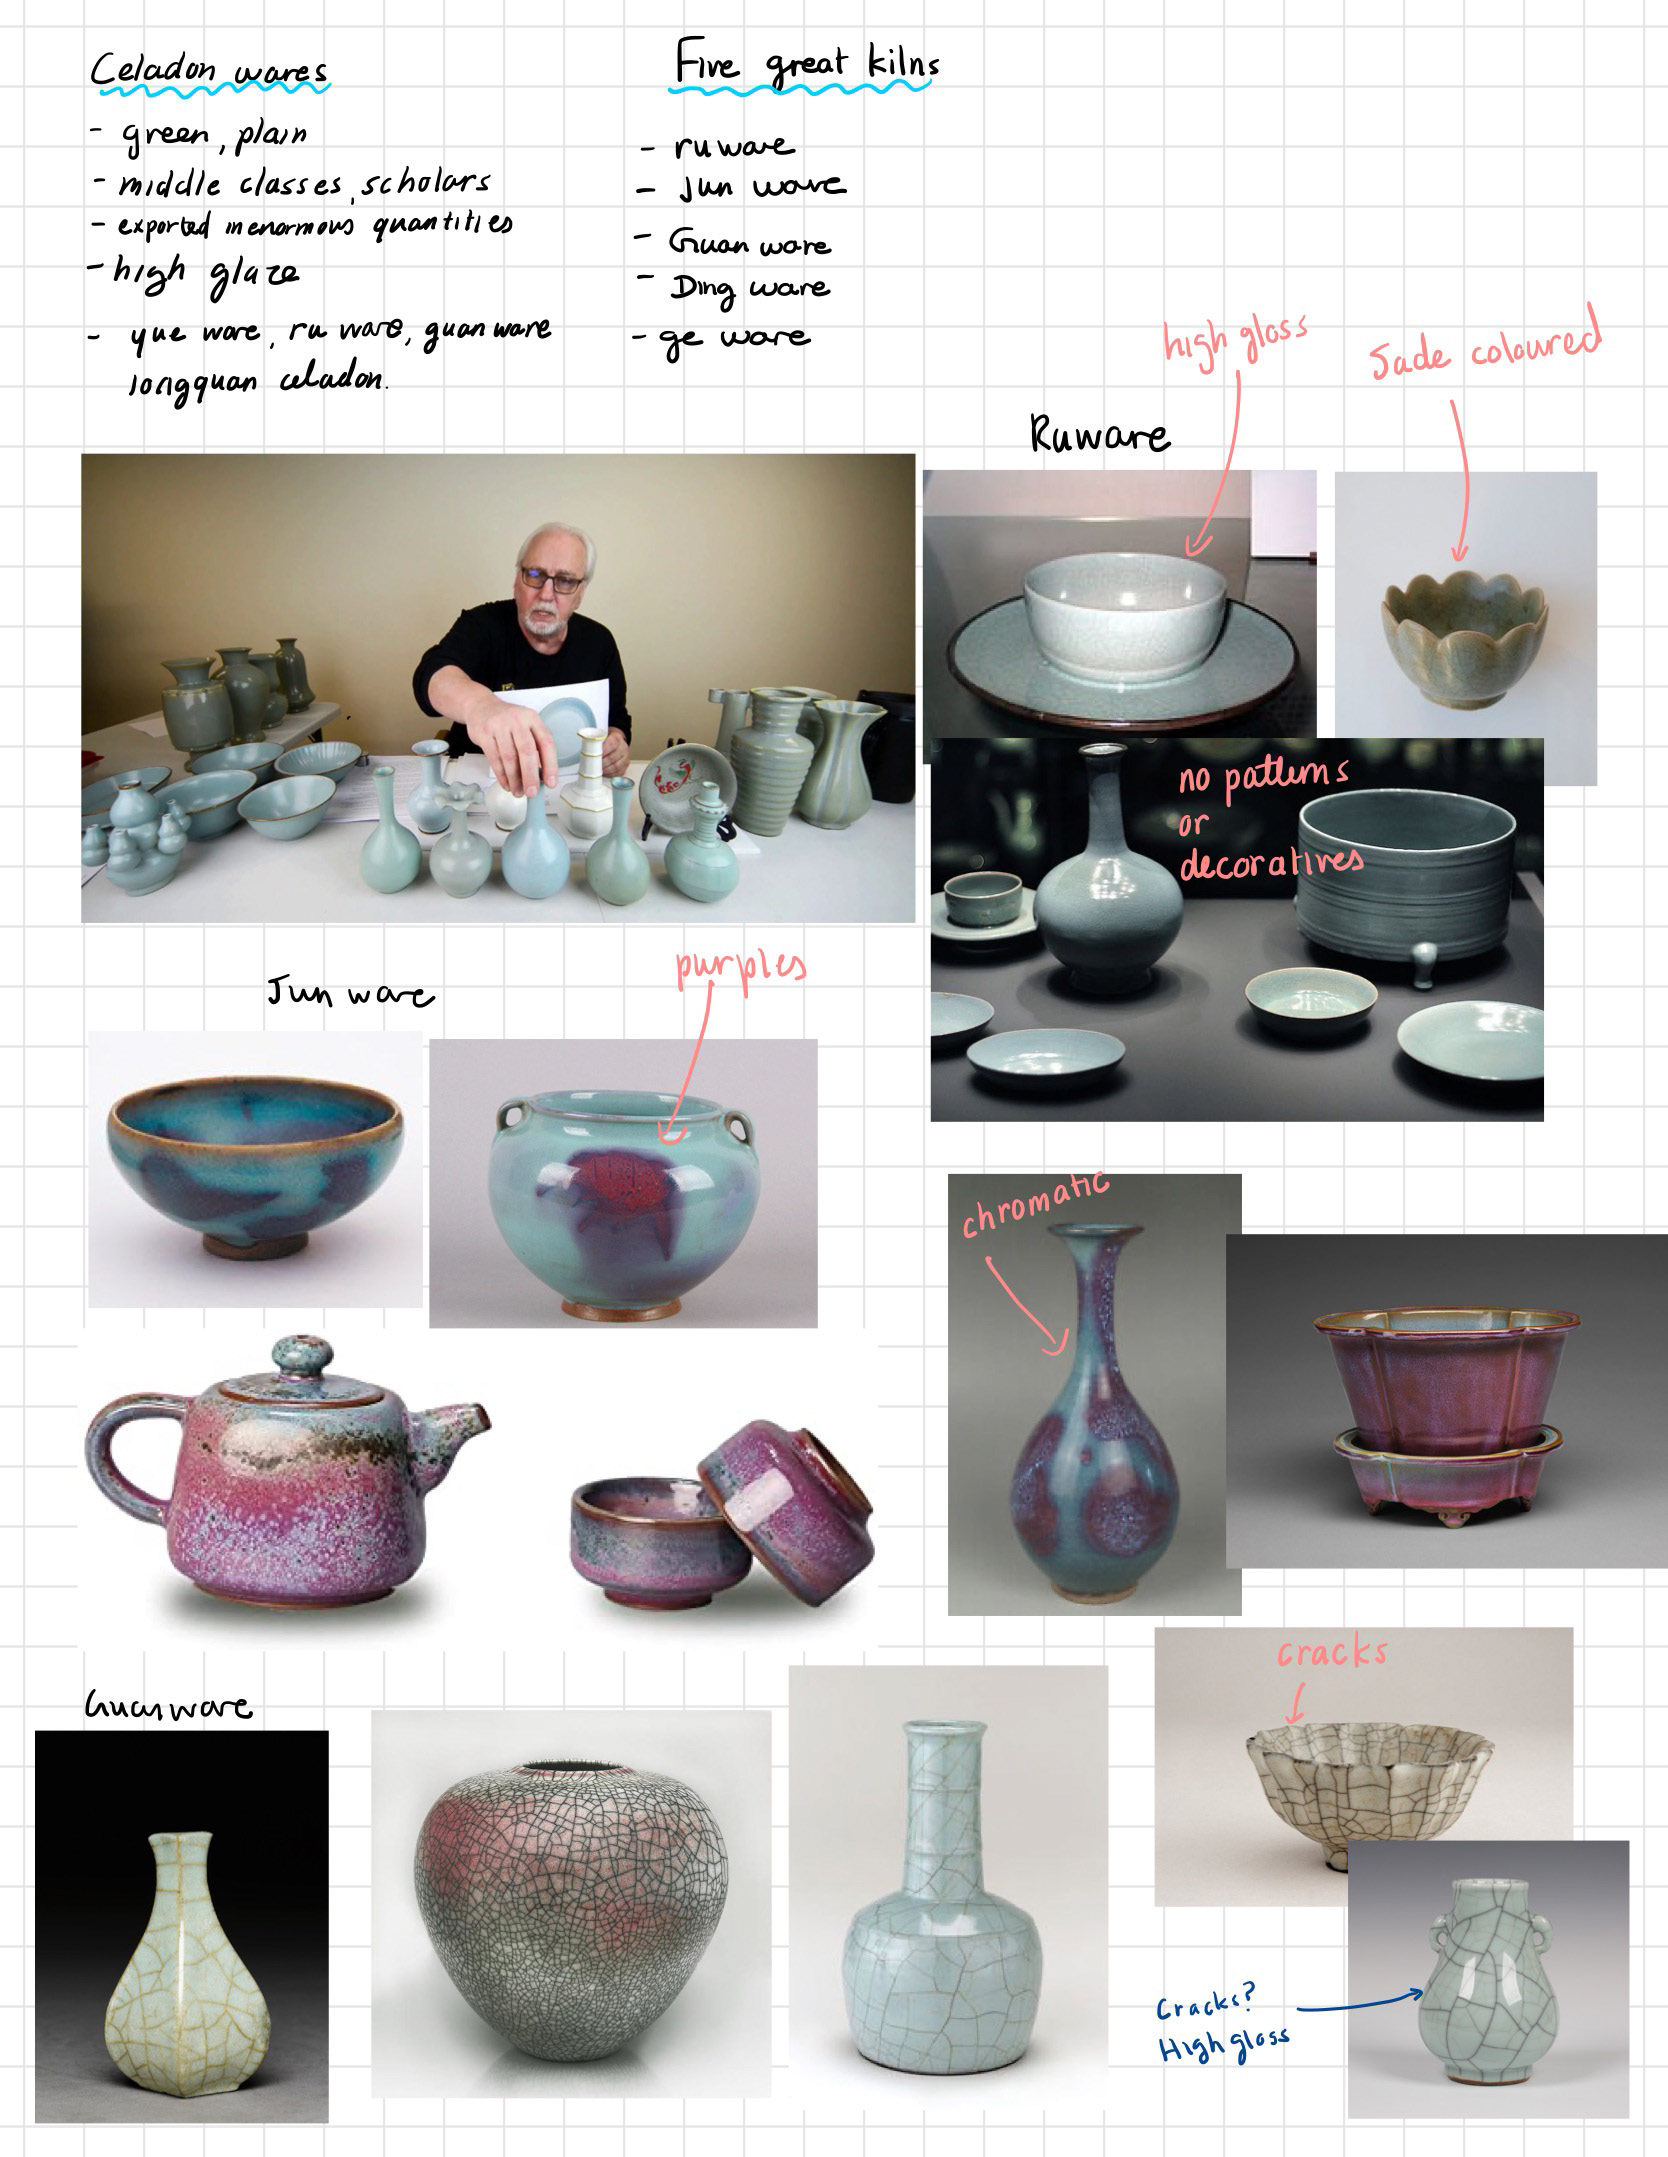 Celadon wares
- green, plain
- middle classes, scholars
- exported in enormous quantities
- high glaze
- yue ware, ru ware, guan ware
longquan celadon.
Five great kilns
- ruware
- Jun ware
- Guan ware
- Ding ware
- ge ware
high gloss
Jade coloured
Ruware
no patterns
or
decoratives
Jun ware
purples
chromatic
Guanware
cracks
Cracks?
High gloss